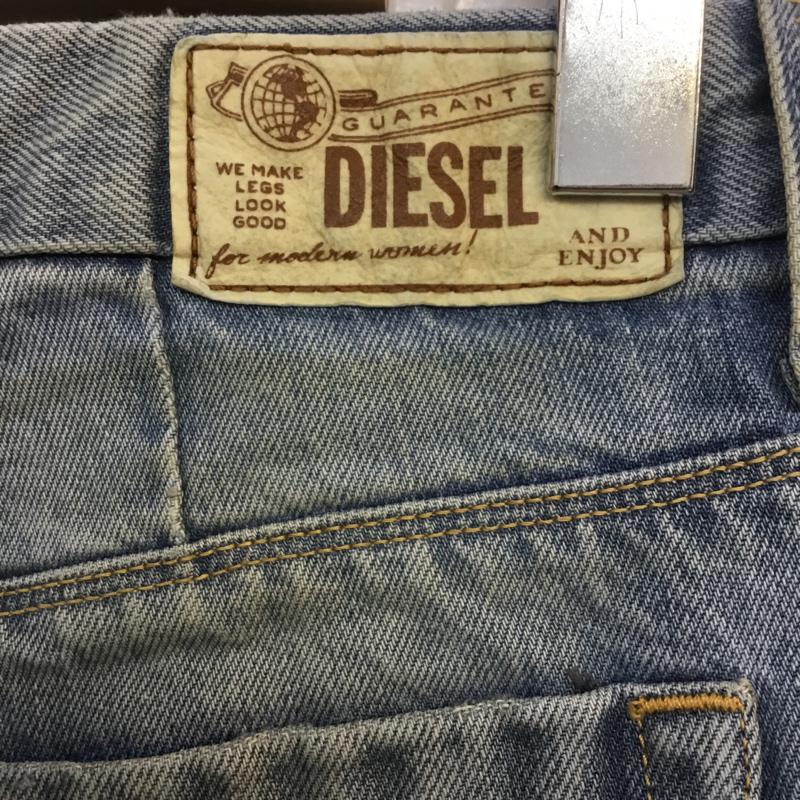 GUARANTE
WE MAKE
LEGS
LOOK
GOOD
DIESEL
for modern women!
AND
ENJOY